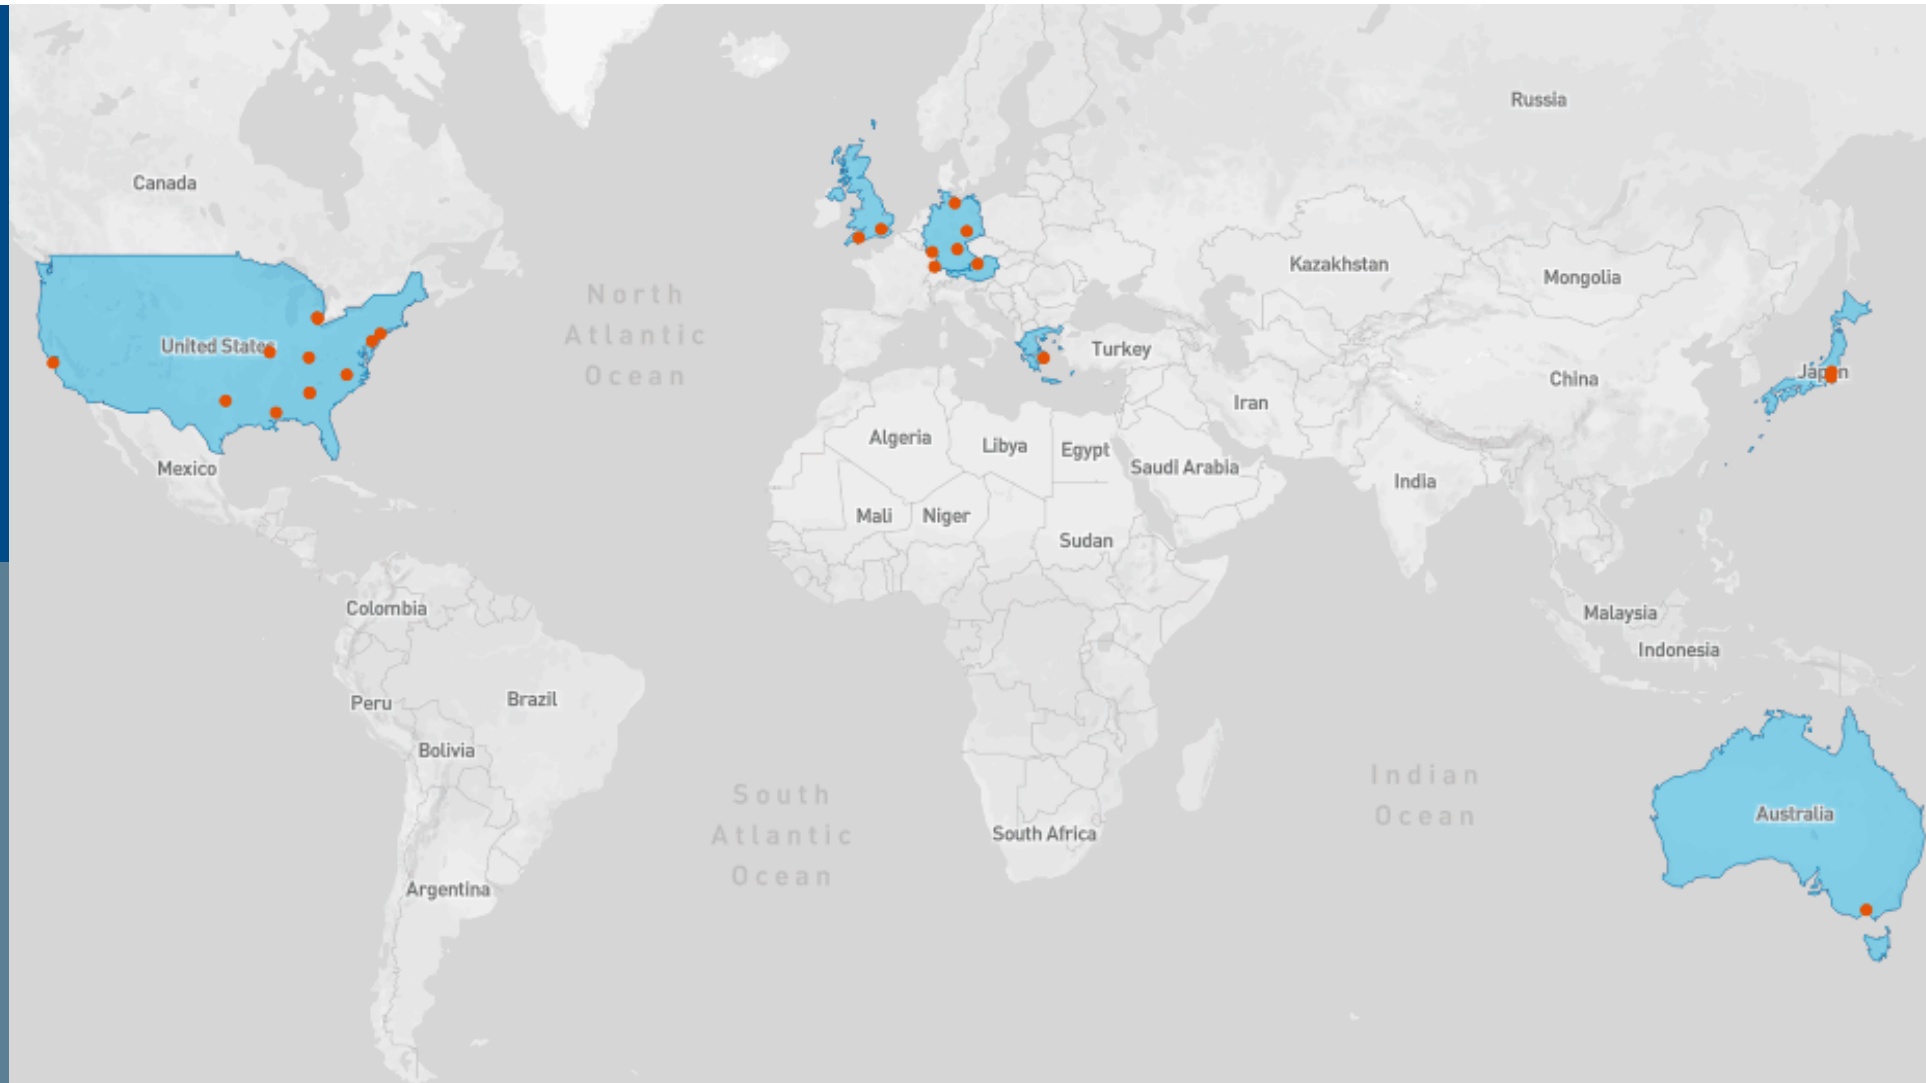 Russia
Canada
Kazakhstan
Mongolia
North
Atlantic
Ocean
United States
Turkey
Japan
China
Iran
Algeria
Libya
Egypt
Saudi Arabia
Mexico
India
Mali
Niger
Sudan
Colombia
Malaysia
Indonesia
Brazil
Peru
Bolivia
Indian
Ocean
South
Atlantic
Ocean
Australia
South Africa
Argentina